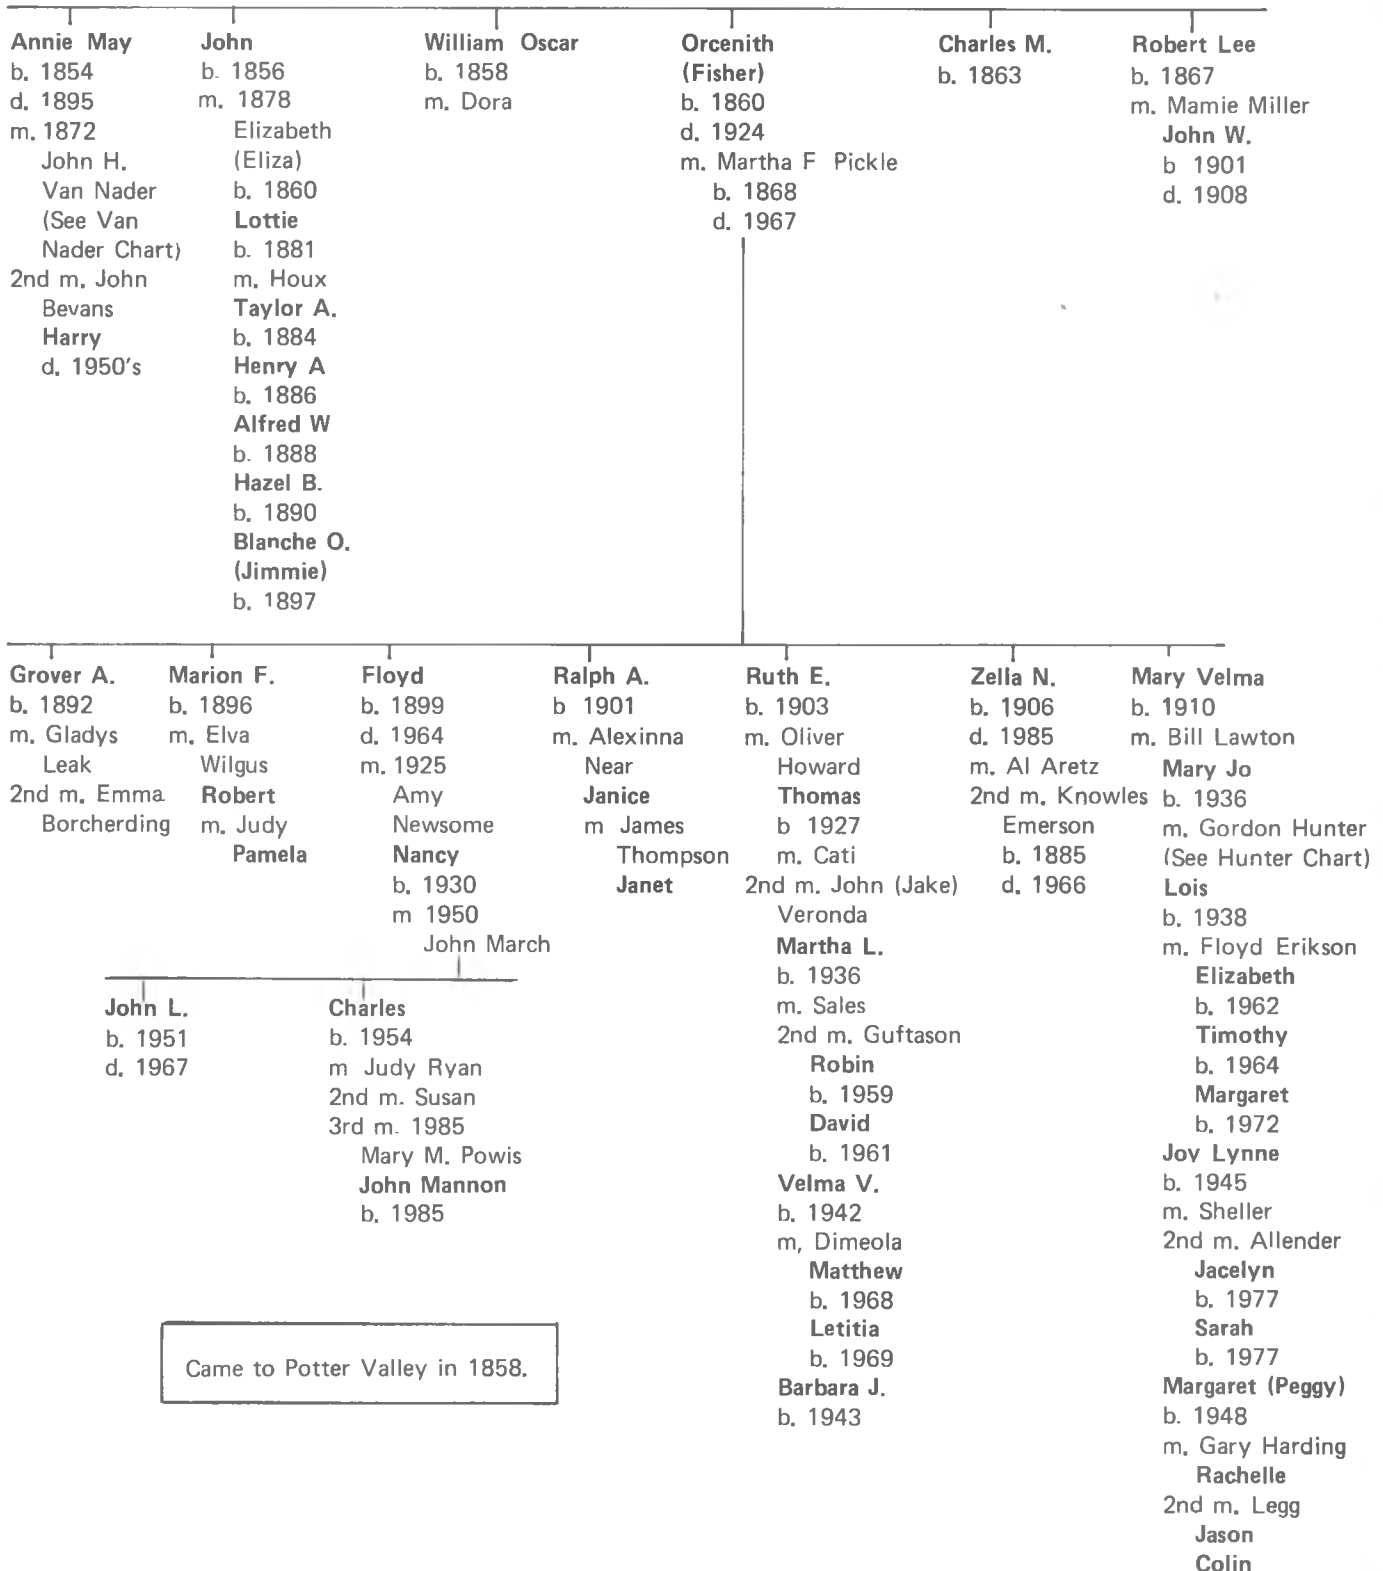 Annie May
b. 1854
d. 1895
m. 1872
John H.
Van Nader
(See Van
Nader Chart)
2nd m. John
Bevans
Harry
d. 1950's
John
b. 1856
m. 1878
Elizabeth
(Eliza)
b. 1860
Lottie
b. 1881
m. Houx
Taylor A.
b. 1884
Henry A
b. 1886
Alfred W
b. 1888
Hazel B.
b. 1890
Blanche O.
(Jimmie)
b. 1897
William Oscar
b. 1858
m. Dora
Orcenith
(Fisher)
b. 1860
d. 1924
m. Martha F Pickle
b. 1868
d. 1967
Charles M.
b. 1863
Robert Lee
b. 1867
m. Mamie Miller
John W.
b 1901
d. 1908
Grover A.
b. 1892
m. Gladys
Leak
2nd m. Emma
Borcherding
Marion F.
b. 1896
m. Elva
Wilgus
Robert
m. Judy
Pamela
Floyd
b. 1899
d. 1964
m. 1925
Amy
Newsome
Nancy
b. 1930
m 1950
John March
John L.
b. 1951
d. 1967
Charles
b. 1954
m Judy Ryan
2nd m. Susan
3rd m. 1985
Mary M. Powis
John Mannon
b. 1985
Ralph A.
b 1901
m. Alexinna
Near
Janice
m James
Thompson
Janet
Ruth E.
b. 1903
m. Oliver
Howard
Thomas
b 1927
m. Cati
2nd m. John (Jake)
Veronda
Martha L.
b. 1936
m. Sales
2nd m. Guftason
Robin
b. 1959
David
b. 1961
Velma V.
b. 1942
m, Dimeola
Matthew
b. 1968
Letitia
b. 1969
Barbara J.
b. 1943
Zella N.
b. 1906
d. 1985
m. Al Aretz
2nd m. Knowles
Emerson
b. 1885
d. 1966
Mary Velma
b. 1910
m. Bill Lawton
Mary Jo
b. 1936
m. Gordon Hunter
(See Hunter Chart)
Lois
b. 1938
m. Floyd Erikson
Elizabeth
b. 1962
Timothy
b. 1964
Margaret
b. 1972
Joy Lynne
b. 1945
m. Sheller
2nd m. Allender
Jacelyn
b. 1977
Sarah
b. 1977
Margaret (Peggy)
b. 1948
m. Gary Harding
Rachelle
2nd m. Legg
Jason
Colin
Came to Potter Valley in 1858.